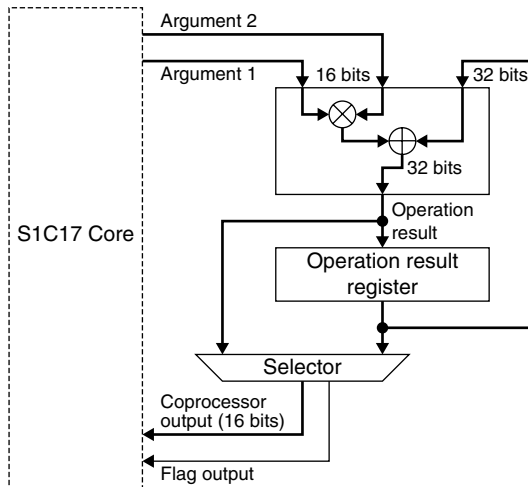 Argument 2
Argument 1
16 bits
32 bits
32 bits
S1C17 Core
Operation
result
Operation result
register
Selector
Coprocessor
output (16 bits)
Flag output